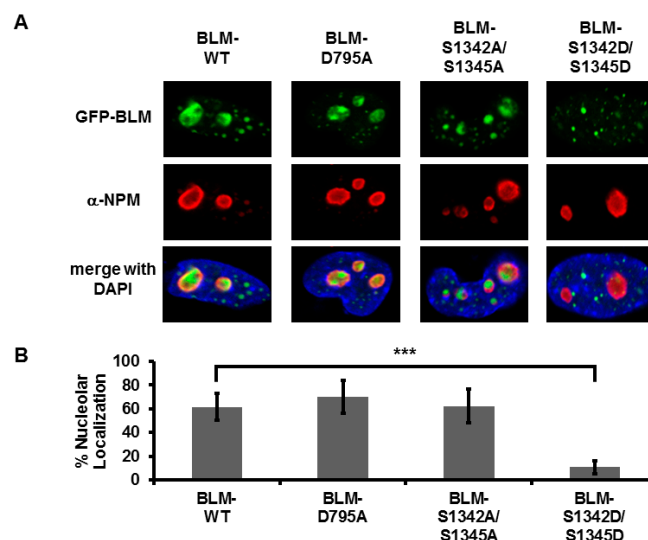 A
BLM-
WT
BLM-
D795A
BLM-
S1342A/
S1345A
BLM-
S1342D/
S1345D
GFP-BLM
α-NPM
merge with
DAPI
B
% Nucleolar
Localization
100
80
60
40
20
0
***
BLM-
WT
BLM-
D795A
BLM-
S1342A/
S1345A
BLM-
S1342D/
S1345D